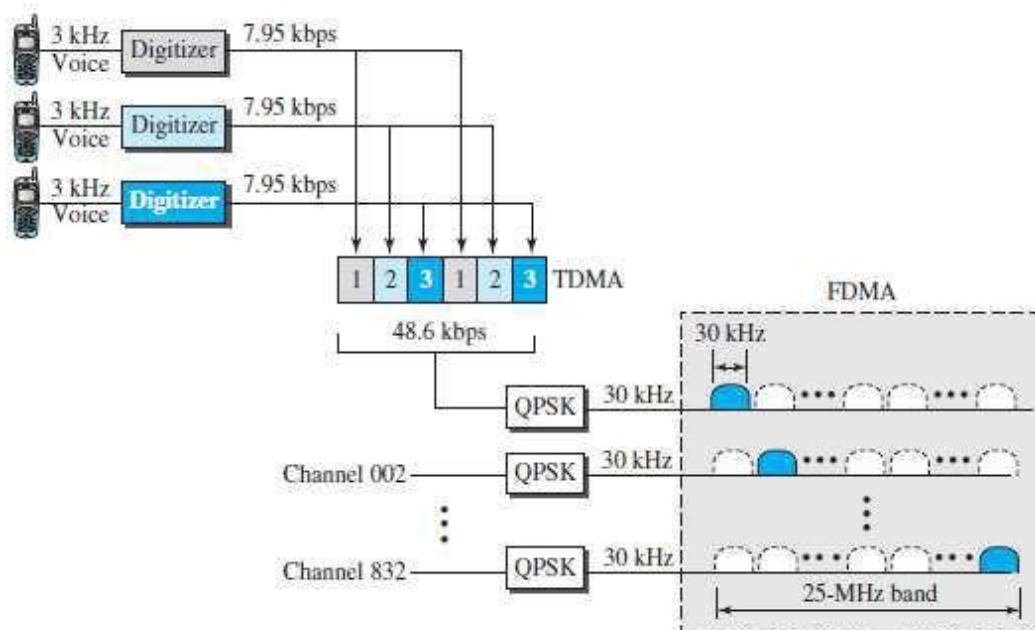 3 kHz
Voice
Digitizer
7.95 kbps
3 kHz
Voice
Digitizer
7.95 kbps
3 kHz
Voice
Digitizer
7.95 kbps
1 2 3 1 2 3 TDMA
48.6 kbps
FDMA
30 kHz
QPSK
30 kHz
Channel 002
QPSK
30 kHz
Channel 832
QPSK
30 kHz
25-MHz band